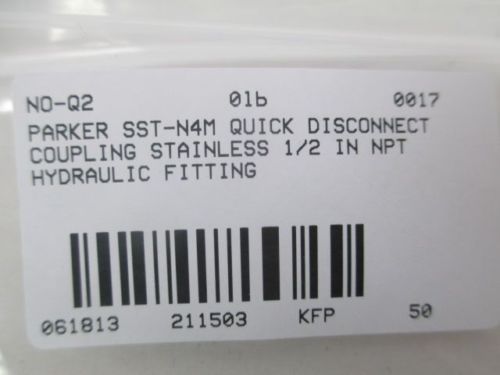 NO-Q2 01b 0017
PARKER SST-N4M QUICK DISCONNECT
COUPLING STAINLESS 1/2 IN NPT
HYDRAULIC FITTING
061813 211503 KFP 50